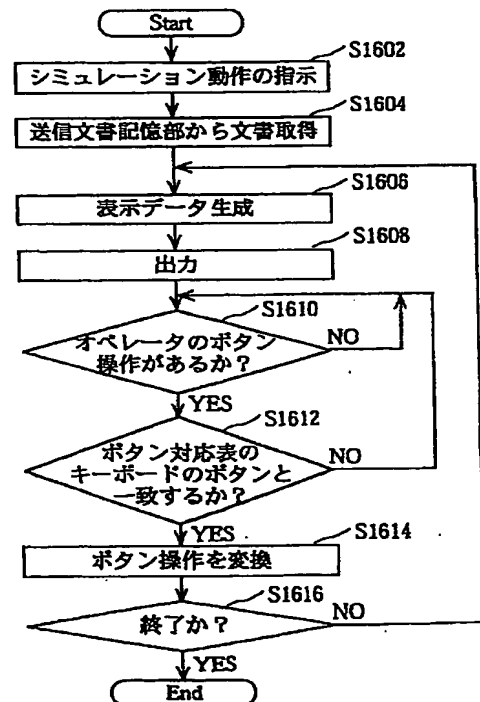 Start
S1602
シミュレーション動作の指示
S1604
送信文書記憶部から文書取得
S1606
表示データ生成
S1608
出力
S1610
オペレータのボタン
操作があるか？
NO
YES
S1612
ボタン対応表の
キーボードのボタンと
一致するか？
NO
YES
S1614
ボタン操作を変換
S1616
終了か？
NO
YES
End